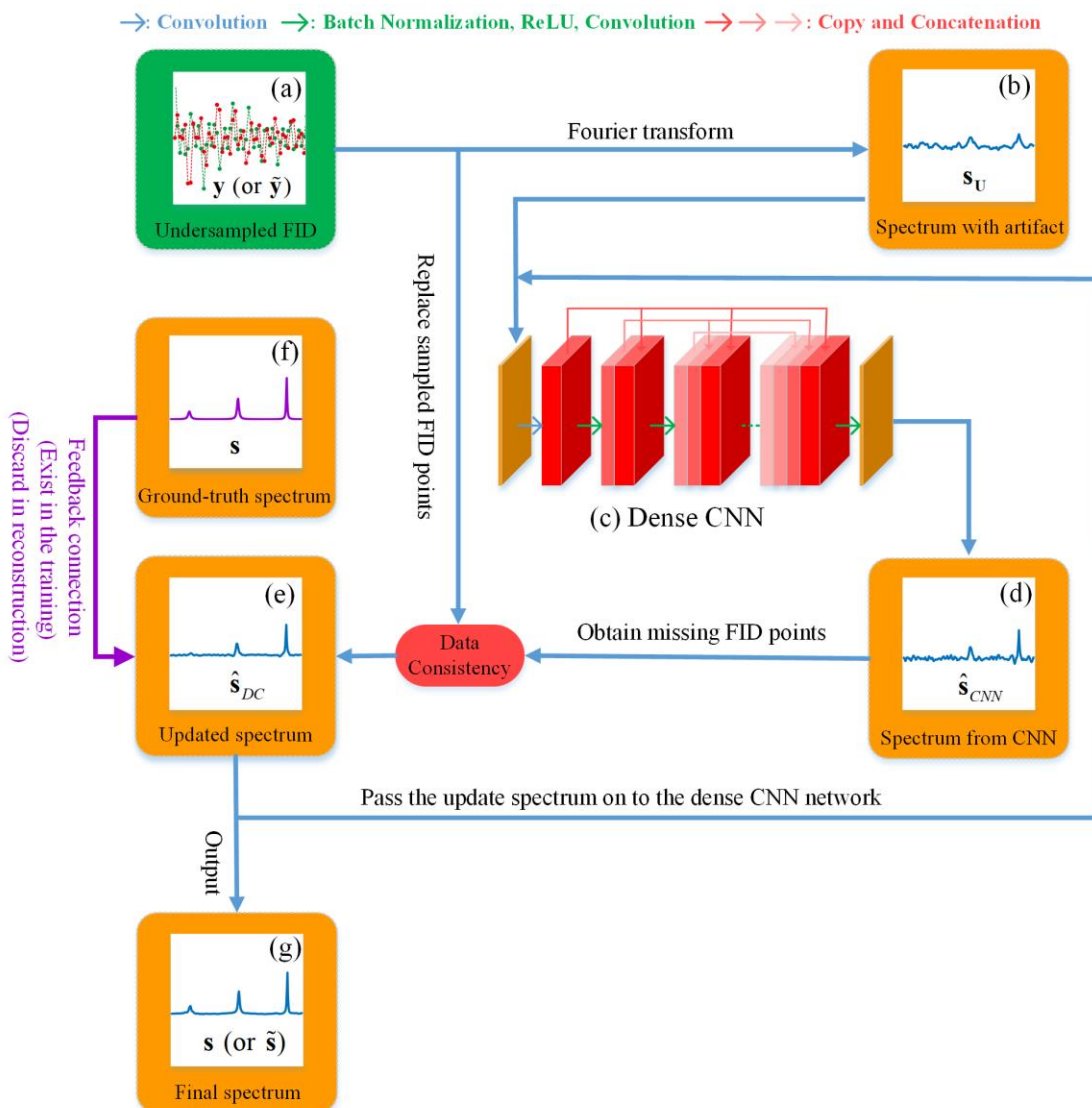 : Convolution : Batch Normalization, ReLU, Convolution : Copy and Concatenation
(a)
y (or ỹ)
Undersampled FID
Fourier transform
(b)
s_U
Spectrum with artifact
Replace sampled FID points
(f)
s
Ground-truth spectrum
Feedback connection
(Exist in the training)
(Discard in reconstruction)
(c) Dense CNN
(e)
ŝ_DC
Updated spectrum
Data
Consistency
Obtain missing FID points
(d)
ŝ_CNN
Spectrum from CNN
Pass the update spectrum on to the dense CNN network
Output
(g)
s (or s̃)
Final spectrum